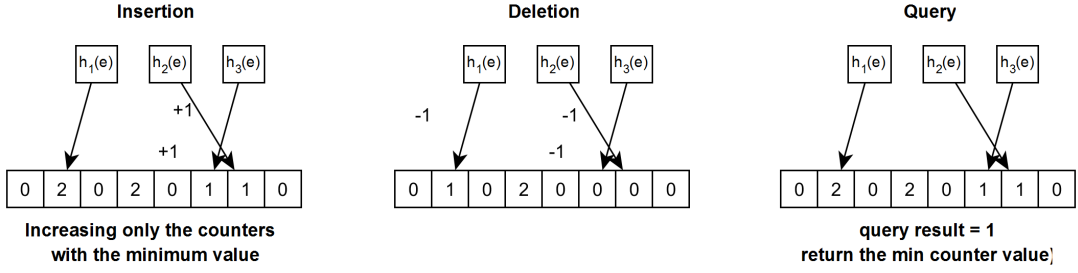 Insertion
Deletion
Query
h1(e) h2(e) h3(e)
h1(e) h2(e) h3(e)
h1(e) h2(e) h3(e)
+1
+1
-1
-1
-1
0 2 0 2 0 1 1 0
0 1 0 2 0 0 0 0
0 2 0 2 0 1 1 0
Increasing only the counters
with the minimum value
query result = 1
return the min counter value)